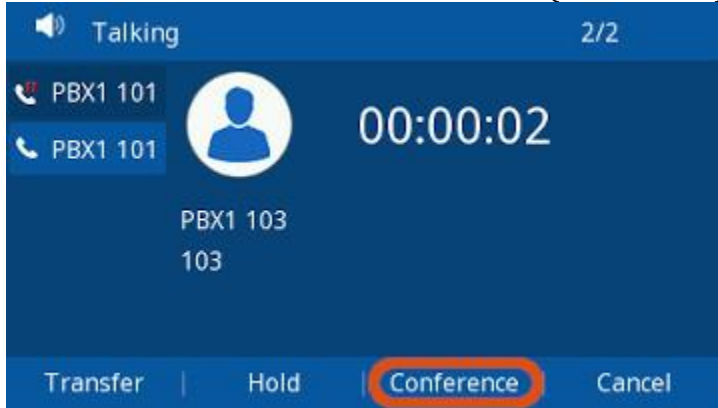 Talking 2/2
PBX1 101
PBX1 101
00:00:02
PBX1 103
103
Transfer | Hold | Conference | Cancel